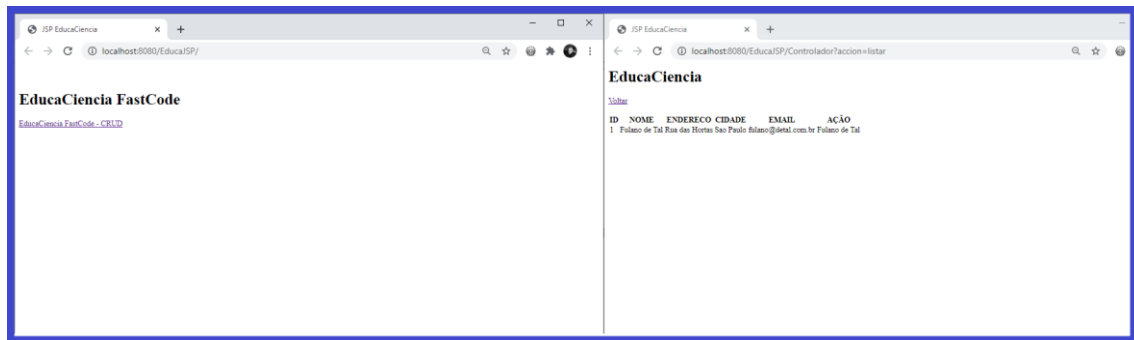 JSP EducaCiencia
localhost:8080/EducaJSP/
EducaCiencia FastCode
EducaCiencia FastCode - CRUD
JSP EducaCiencia
localhost:8080/EducaJSP/Controlador?accion=listar
EducaCiencia
Voltar
ID NOME ENDERECO CIDADE EMAIL AÇÃO
1 Fulano de Tal Rua das Hortas Sao Paulo fulano@detal.com.br Fulano de Tal